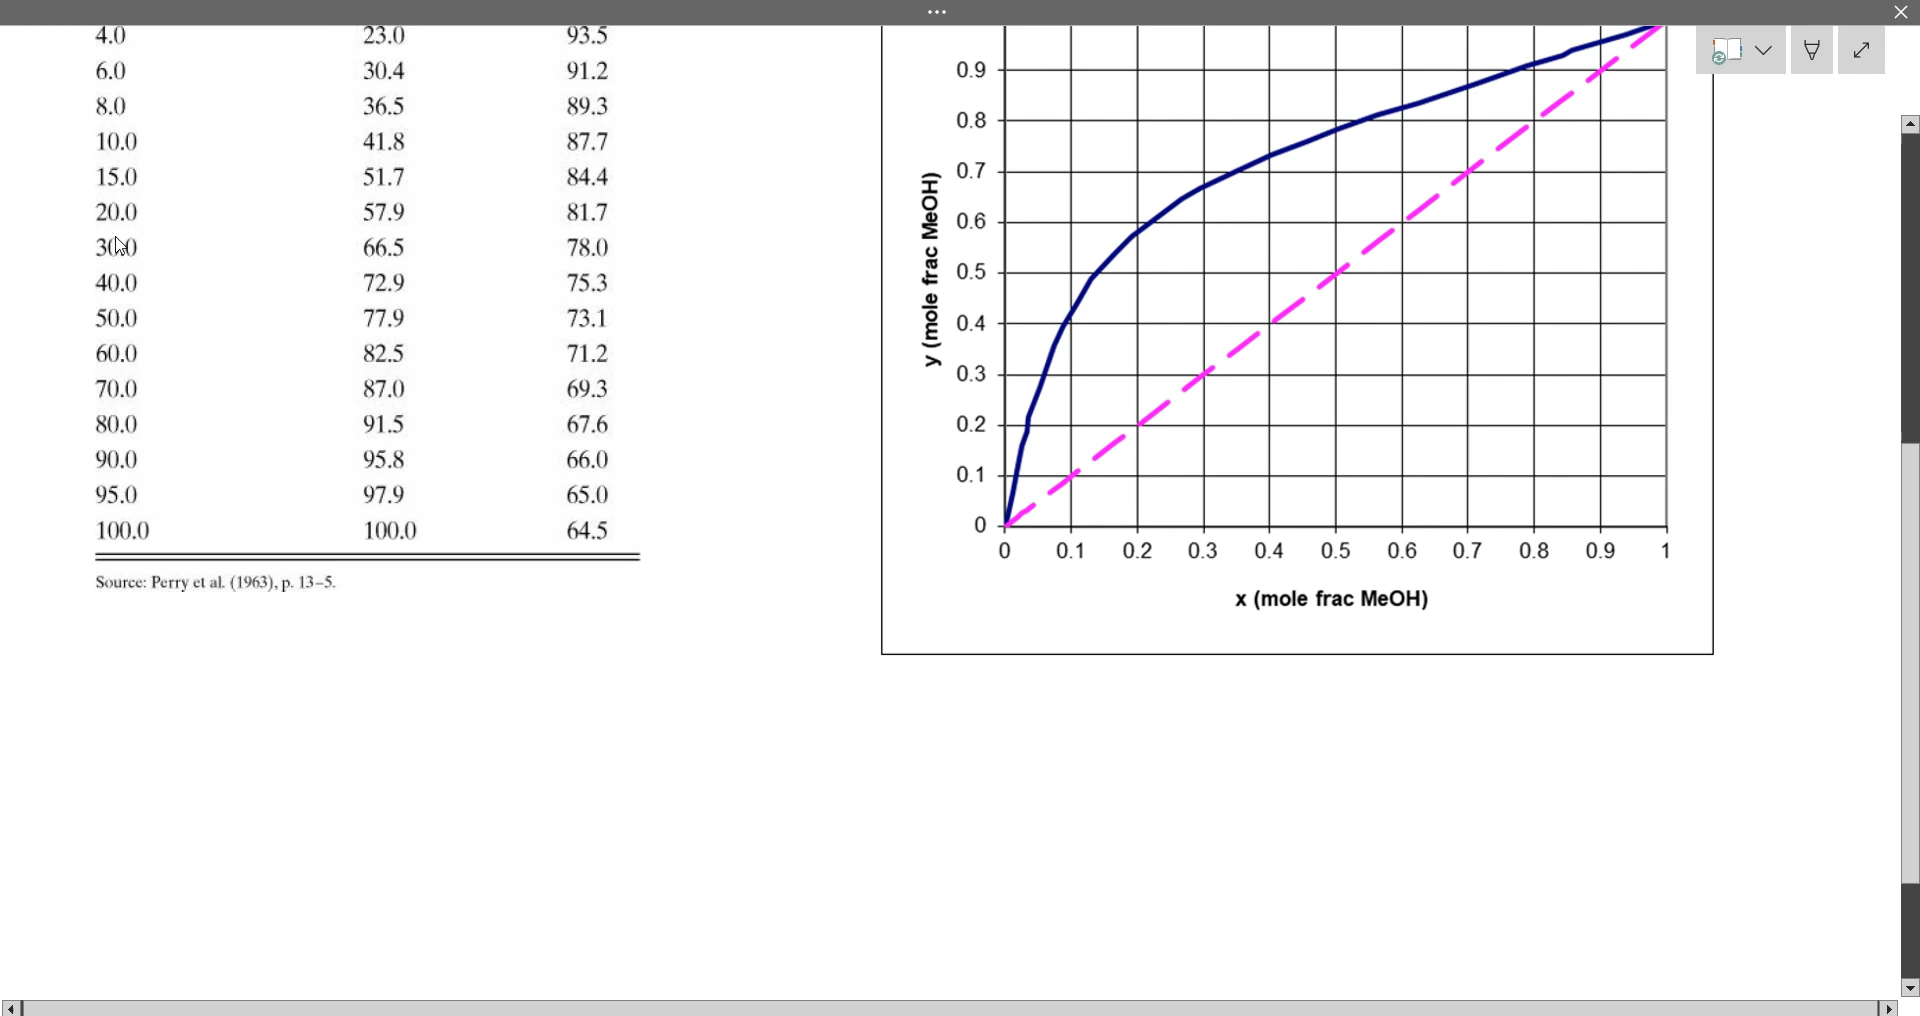 4.0 23.0 93.5
6.0 30.4 91.2
8.0 36.5 89.3
10.0 41.8 87.7
15.0 51.7 84.4
20.0 57.9 81.7
30.0 66.5 78.0
40.0 72.9 75.3
50.0 77.9 73.1
60.0 82.5 71.2
70.0 87.0 69.3
80.0 91.5 67.6
90.0 95.8 66.0
95.0 97.9 65.0
100.0 100.0 64.5
Source: Perry et al. (1963), p. 13–5.
y (mole frac MeOH)
0.9
0.8
0.7
0.6
0.5
0.4
0.3
0.2
0.1
0
0 0.1 0.2 0.3 0.4 0.5 0.6 0.7 0.8 0.9 1
x (mole frac MeOH)